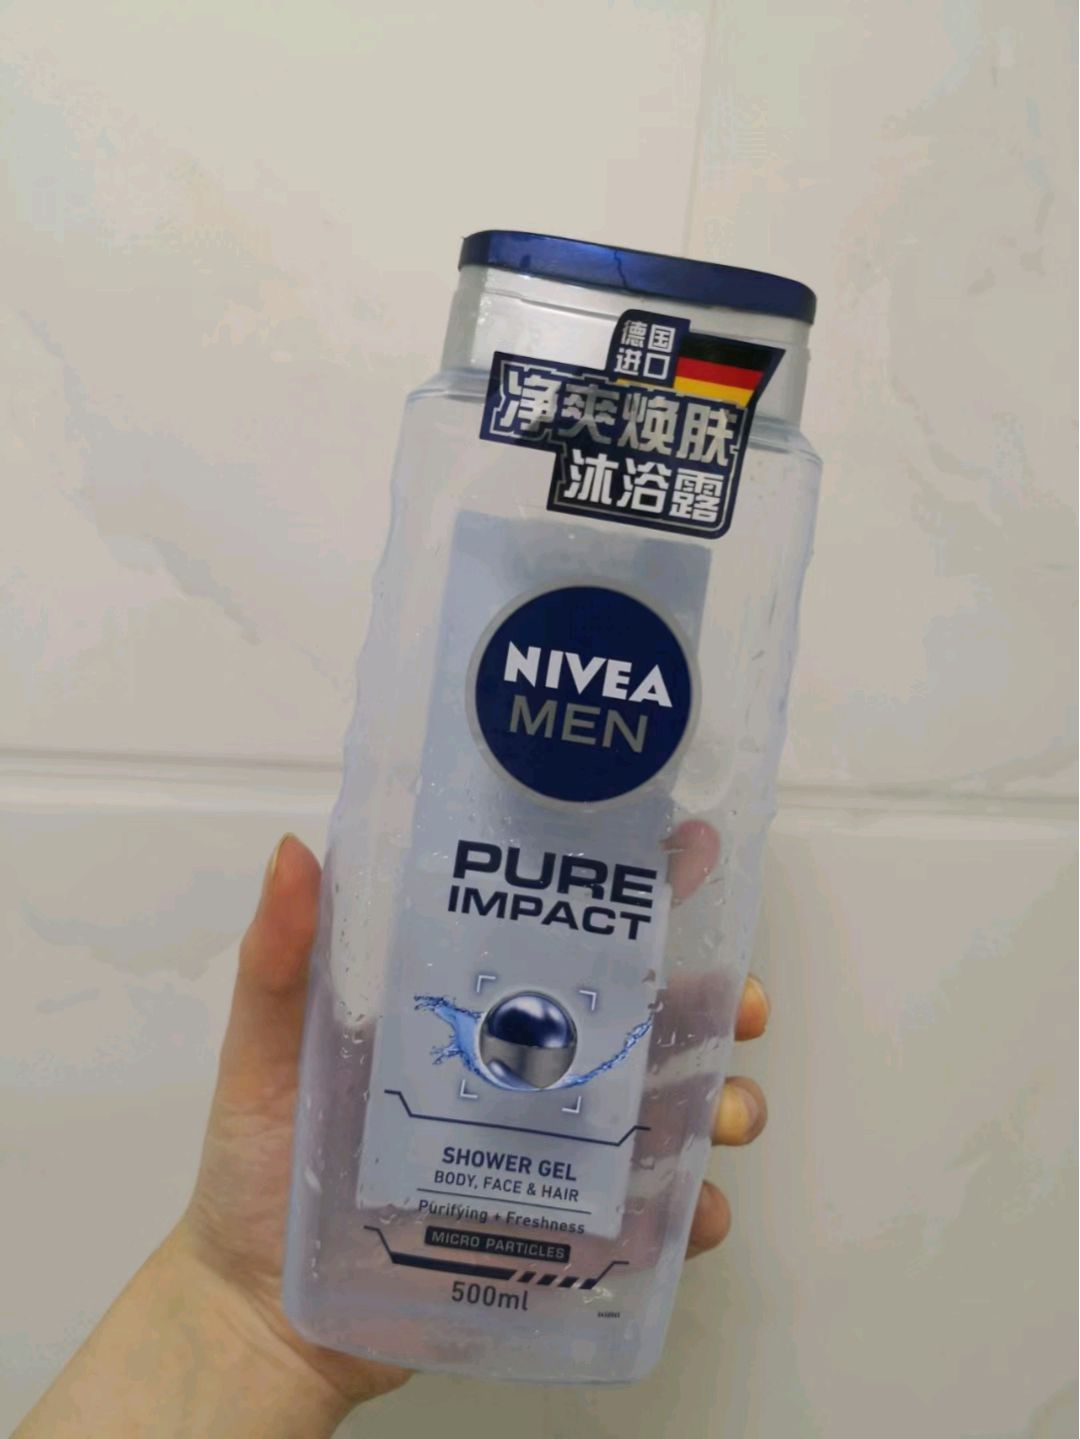 德国
进口
净爽焕肤
沐浴露
NIVEA
MEN
PURE
IMPACT
SHOWER GEL
BODY, FACE & HAIR
Purifying + Freshness
MICRO PARTICLES
500ml